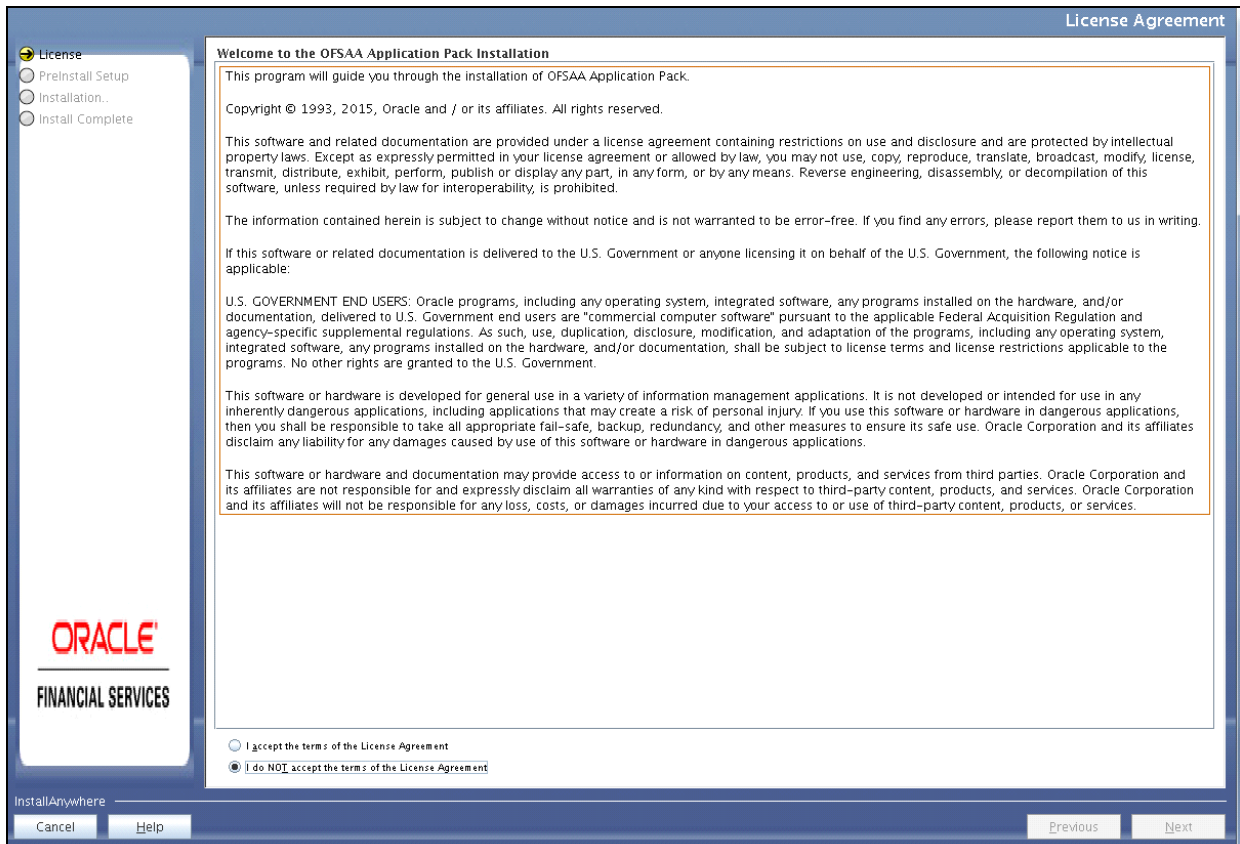 License Agreement
License
PreInstall Setup
Installation..
Install Complete
Welcome to the OFSAA Application Pack Installation
This program will guide you through the installation of OFSAA Application Pack.
Copyright © 1993, 2015, Oracle and / or its affiliates. All rights reserved.
This software and related documentation are provided under a license agreement containing restrictions on use and disclosure and are protected by intellectual
property laws. Except as expressly permitted in your license agreement or allowed by law, you may not use, copy, reproduce, translate, broadcast, modify, license,
transmit, distribute, exhibit, perform, publish or display any part, in any form, or by any means. Reverse engineering, disassembly, or decompilation of this
software, unless required by law for interoperability, is prohibited.
The information contained herein is subject to change without notice and is not warranted to be error-free. If you find any errors, please report them to us in writing.
If this software or related documentation is delivered to the U.S. Government or anyone licensing it on behalf of the U.S. Government, the following notice is
applicable:
U.S. GOVERNMENT END USERS: Oracle programs, including any operating system, integrated software, any programs installed on the hardware, and/or
documentation, delivered to U.S. Government end users are "commercial computer software" pursuant to the applicable Federal Acquisition Regulation and
agency-specific supplemental regulations. As such, use, duplication, disclosure, modification, and adaptation of the programs, including any operating system,
integrated software, any programs installed on the hardware, and/or documentation, shall be subject to license terms and license restrictions applicable to the
programs. No other rights are granted to the U.S. Government.
This software or hardware is developed for general use in a variety of information management applications. It is not developed or intended for use in any
inherently dangerous applications, including applications that may create a risk of personal injury. If you use this software or hardware in dangerous applications,
then you shall be responsible to take all appropriate fail-safe, backup, redundancy, and other measures to ensure its safe use. Oracle Corporation and its affiliates
disclaim any liability for any damages caused by use of this software or hardware in dangerous applications.
This software or hardware and documentation may provide access to or information on content, products, and services from third parties. Oracle Corporation and
its affiliates are not responsible for and expressly disclaim all warranties of any kind with respect to third-party content, products, and services. Oracle Corporation
and its affiliates will not be responsible for any loss, costs, or damages incurred due to your access to or use of third-party content, products, or services.
ORACLE
FINANCIAL SERVICES
I accept the terms of the License Agreement
I do NOT accept the terms of the License Agreement
InstallAnywhere
Cancel
Help
Previous
Next